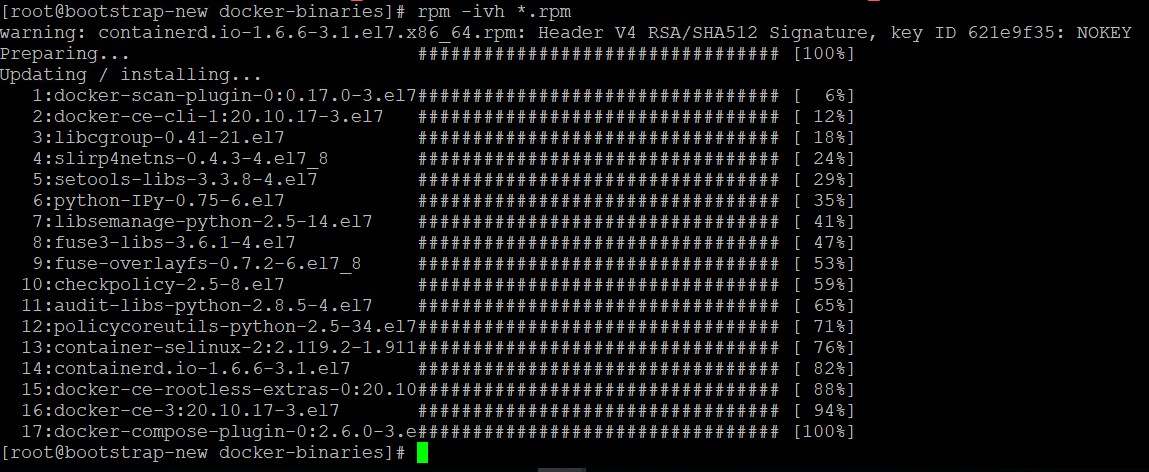 [root@bootstrap-new docker-binaries]# rpm -ivh *.rpm
warning: containerd.io-1.6.6-3.1.el7.x86_64.rpm: Header V4 RSA/SHA512 Signature, key ID 621e9f35: NOKEY
Preparing...                          ################################# [100%]
Updating / installing...
   1:docker-scan-plugin-0:0.17.0-3.el7################################# [  6%]
   2:docker-ce-cli-1:20.10.17-3.el7   ################################# [ 12%]
   3:libcgroup-0.41-21.el7            ################################# [ 18%]
   4:slirp4netns-0.4.3-4.el7_8        ################################# [ 24%]
   5:setools-libs-3.3.8-4.el7         ################################# [ 29%]
   6:python-IPy-0.75-6.el7            ################################# [ 35%]
   7:libsemanage-python-2.5-14.el7    ################################# [ 41%]
   8:fuse3-libs-3.6.1-4.el7           ################################# [ 47%]
   9:fuse-overlayfs-0.7.2-6.el7_8     ################################# [ 53%]
  10:checkpolicy-2.5-8.el7            ################################# [ 59%]
  11:audit-libs-python-2.8.5-4.el7    ################################# [ 65%]
  12:policycoreutils-python-2.5-34.el7################################# [ 71%]
  13:container-selinux-2:2.119.2-1.911################################# [ 76%]
  14:containerd.io-1.6.6-3.1.el7      ################################# [ 82%]
  15:docker-ce-rootless-extras-0:20.10################################# [ 88%]
  16:docker-ce-3:20.10.17-3.el7       ################################# [ 94%]
  17:docker-compose-plugin-0:2.6.0-3.e################################# [100%]
[root@bootstrap-new docker-binaries]#